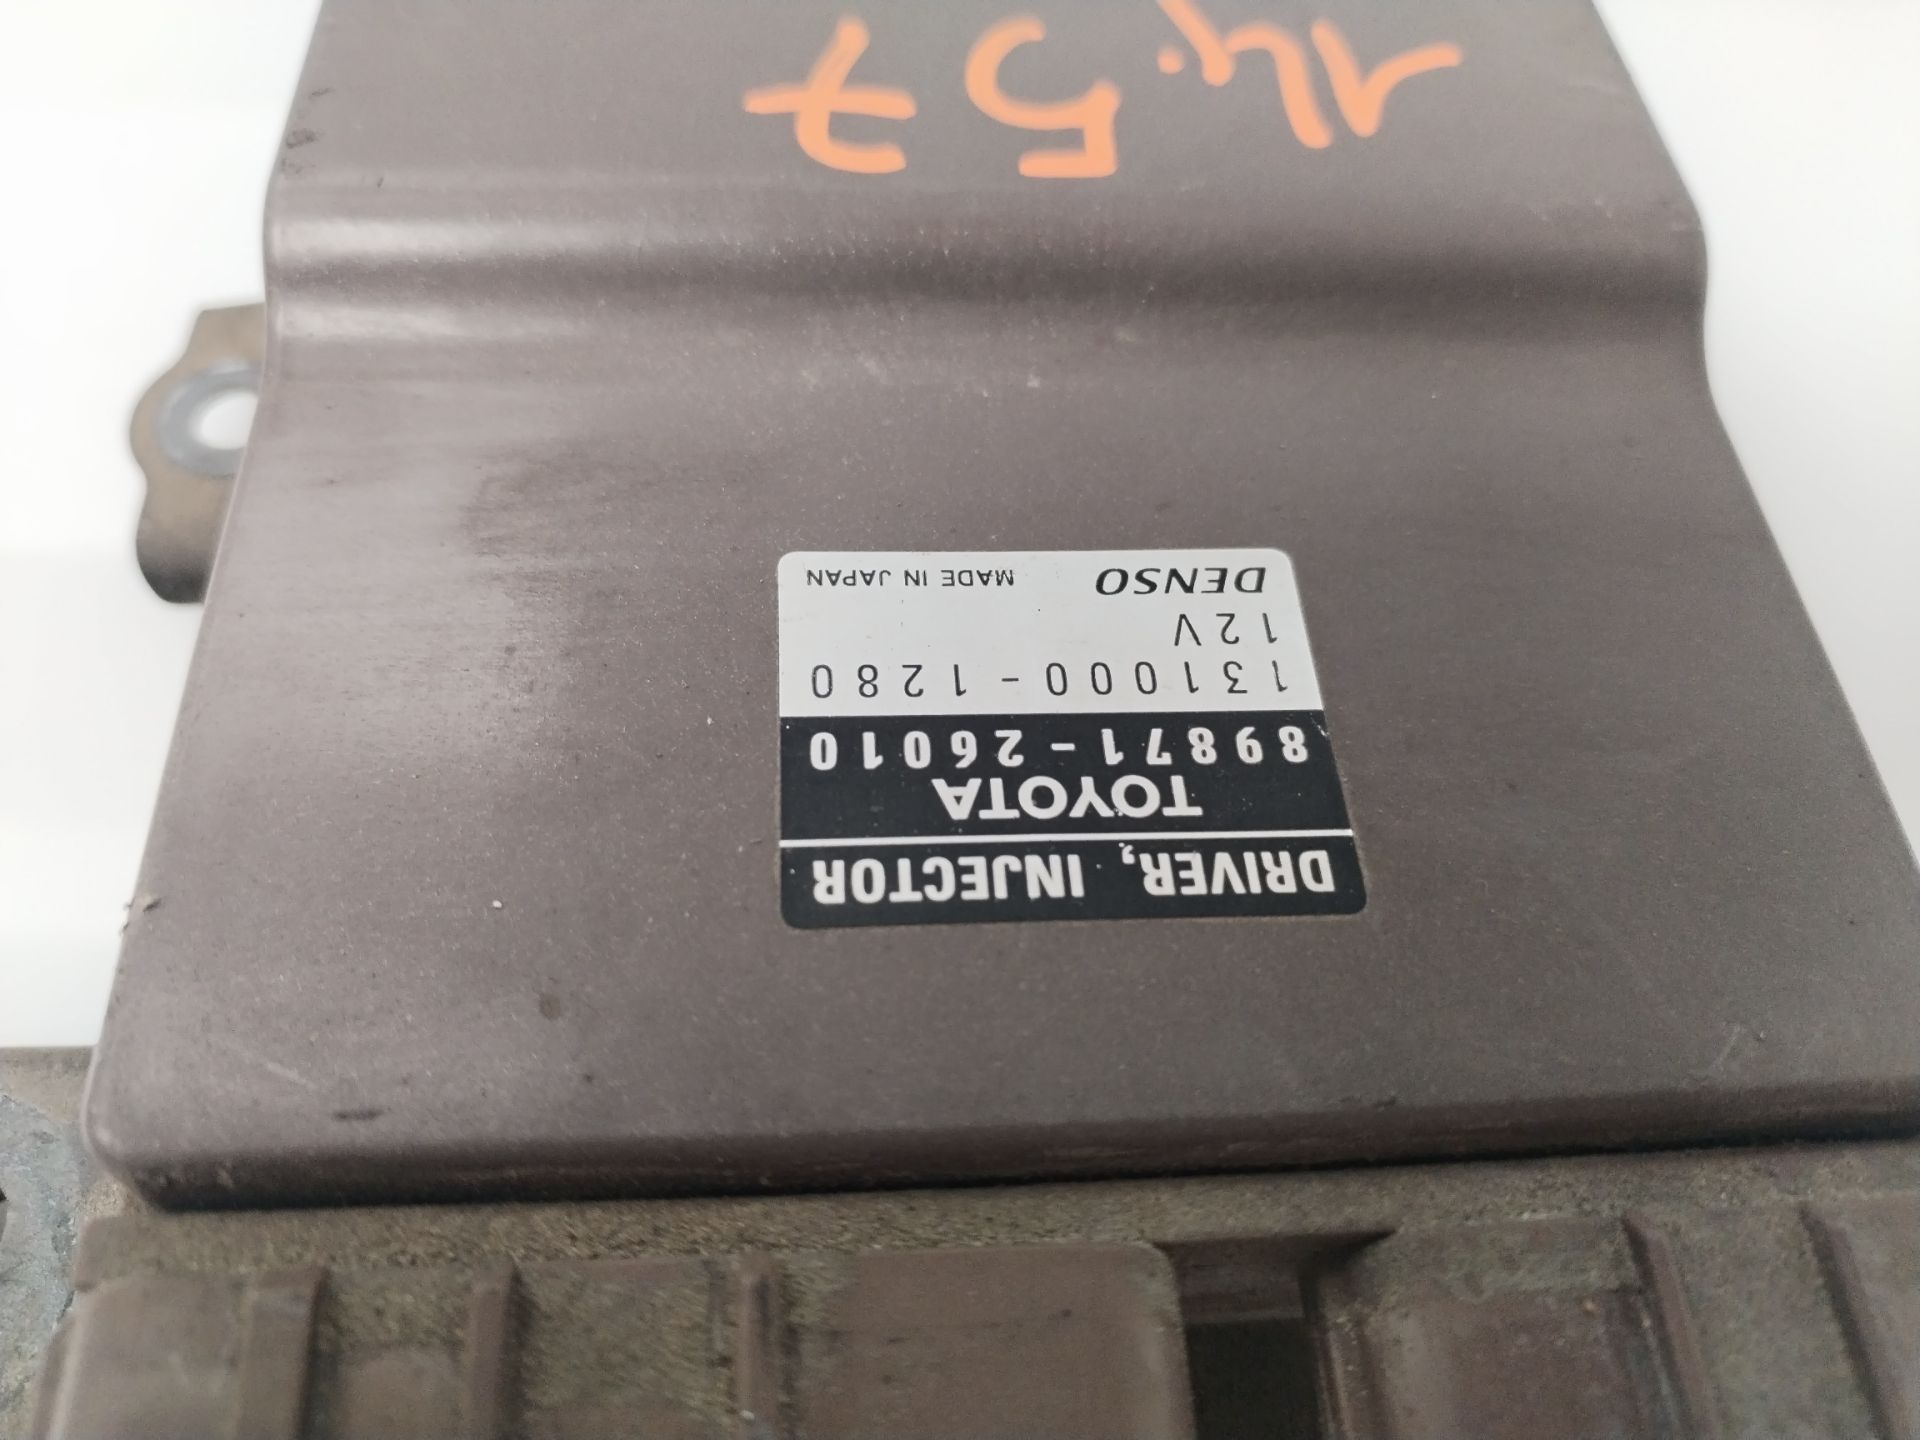 DRIVER, INJECTOR
TOYOTA
89871-26010
131000-1280
12V
DENSO MADE IN JAPAN
14.57